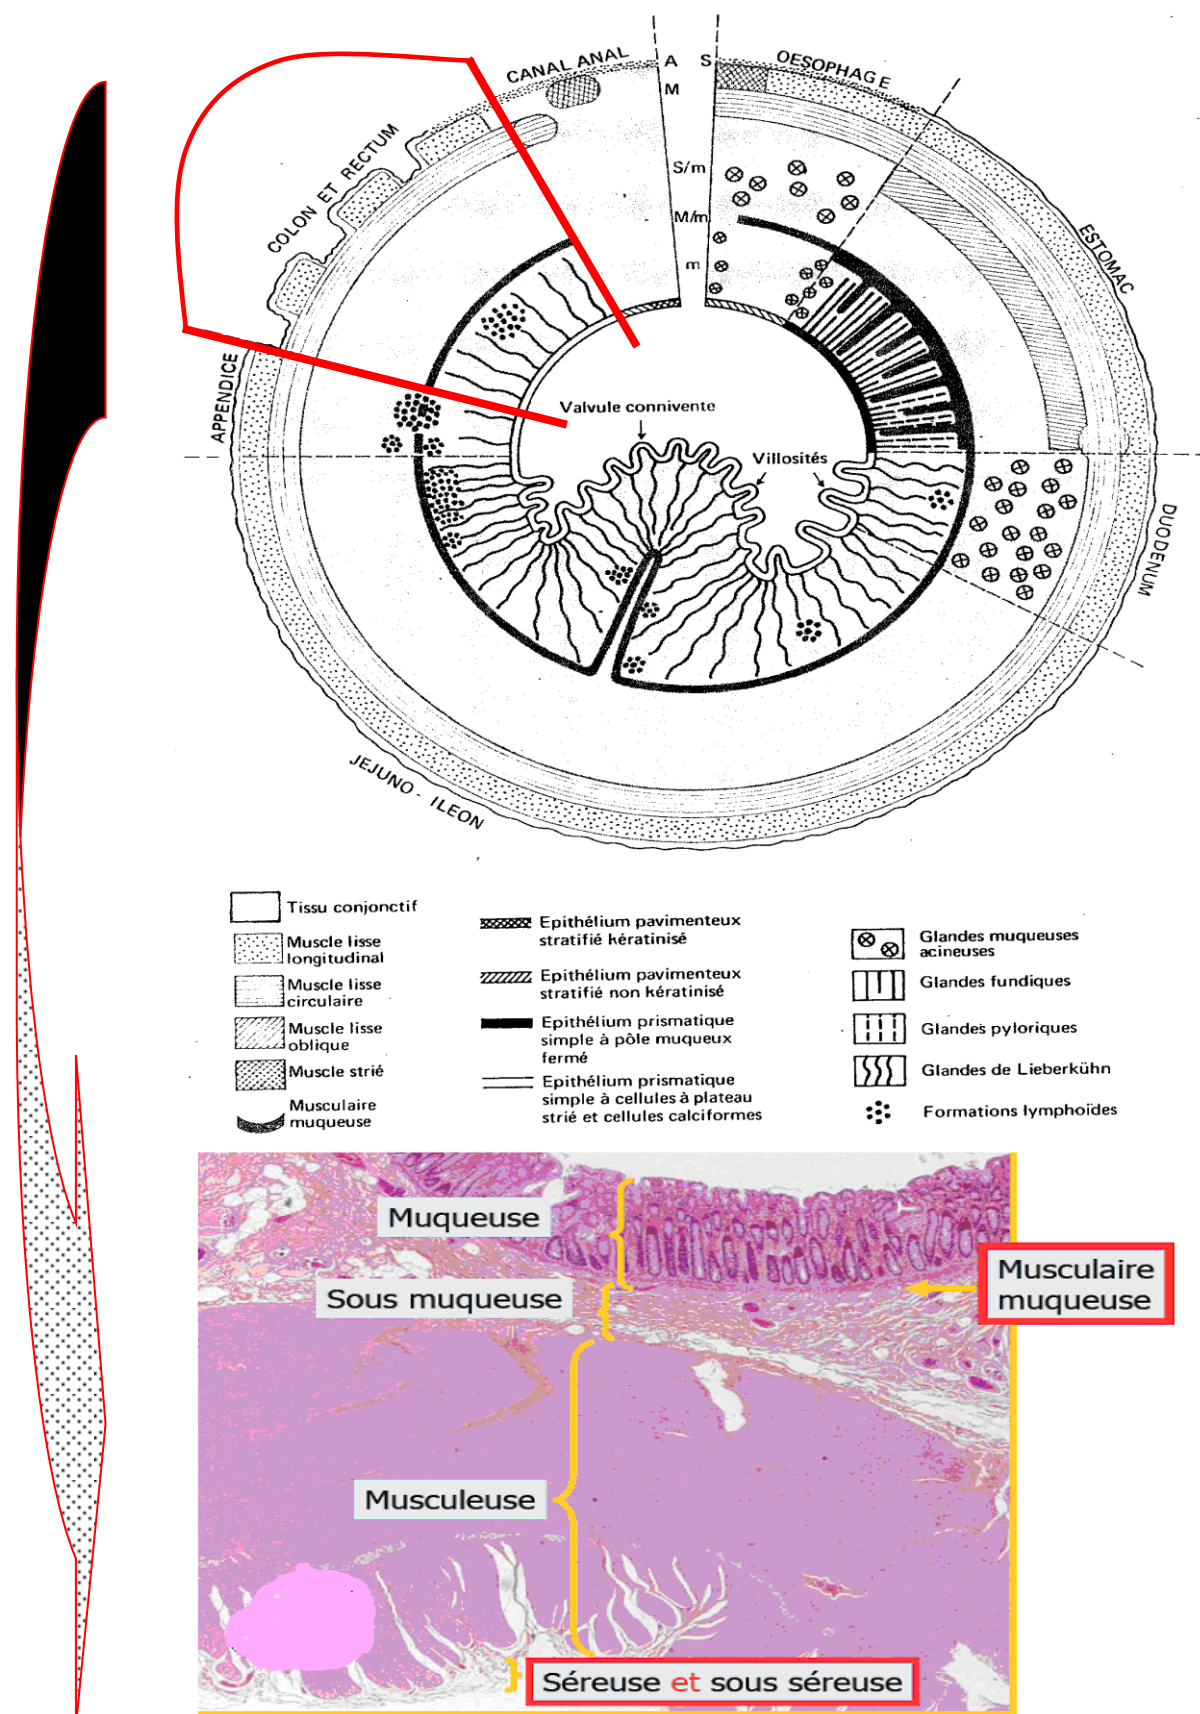 CANAL ANAL
A S
M
OESOPHAGE
COLON ET RECTUM
S/m
M/m
m
ESTOMAC
APPENDICE
Valvule connivente
Villosités
DUODENUM
JEJUNO - ILEON
Tissu conjonctif
Muscle lisse
longitudinal
Muscle lisse
circulaire
Muscle lisse
oblique
Muscle strié
Musculaire
muqueuse
Epithélium pavimenteux
stratifié kératinisé
Epithélium pavimenteux
stratifié non kératinisé
Epithélium prismatique
simple à pôle muqueux
fermé
Epithélium prismatique
simple à cellules à plateau
strié et cellules calciformes
Glandes muqueuses
acineuses
Glandes fundiques
Glandes pyloriques
Glandes de Lieberkühn
Formations lymphoïdes
Muqueuse
Sous muqueuse
Musculaire
muqueuse
Musculeuse
Séreuse et sous séreuse